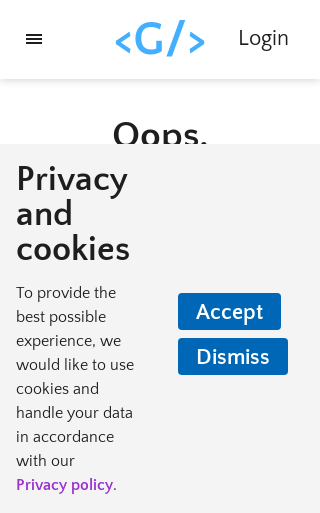 <G/>
Login
Oops.
Privacy
and
cookies
To provide the
best possible
experience, we
would like to use
cookies and
handle your data
in accordance
with our
Privacy policy.
Accept
Dismiss